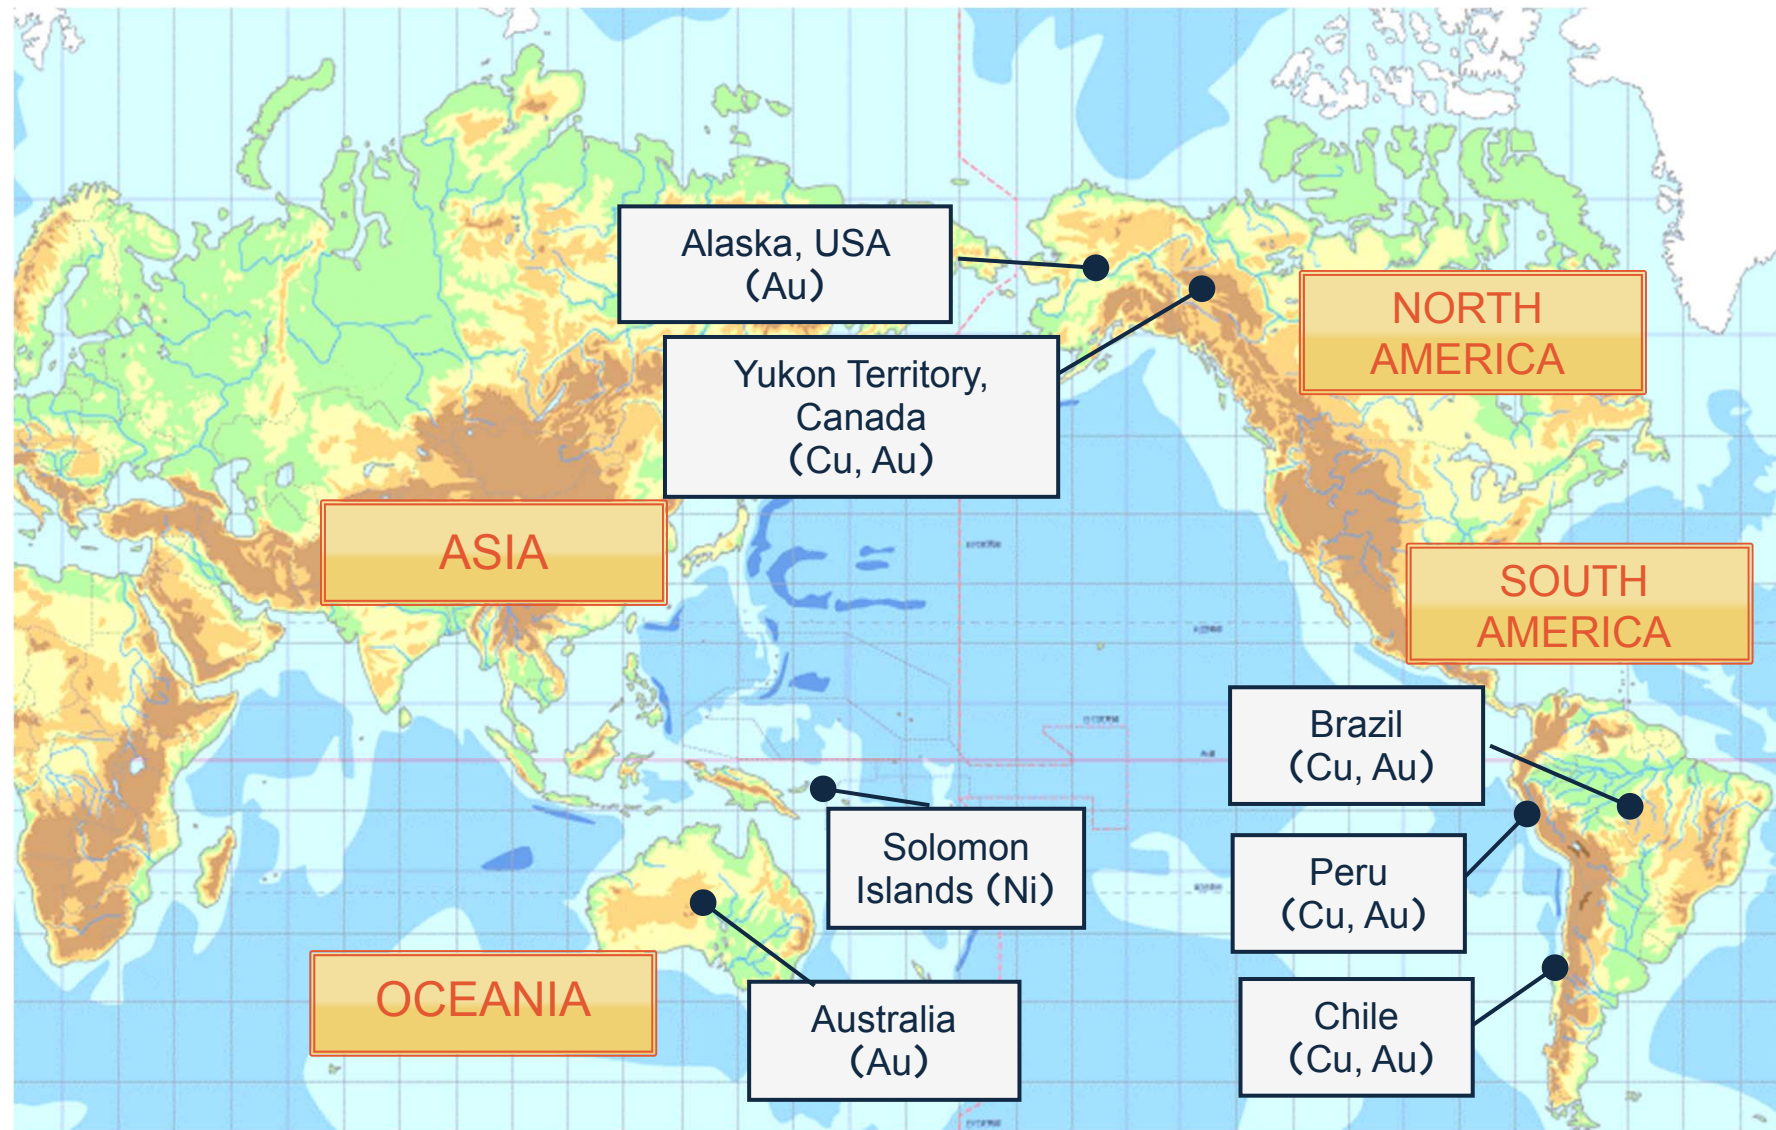 Alaska, USA
(Au)
Yukon Territory,
Canada
(Cu, Au)
NORTH
AMERICA
ASIA
SOUTH
AMERICA
Brazil
(Cu, Au)
Solomon
Islands (Ni)
Peru
(Cu, Au)
OCEANIA
Australia
(Au)
Chile
(Cu, Au)